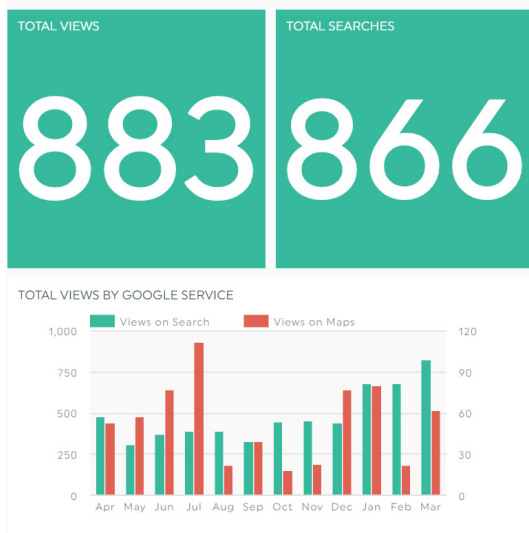 TOTAL VIEWS
883
TOTAL SEARCHES
866
TOTAL VIEWS BY GOOGLE SERVICE
Views on Search Views on Maps
1,000 120
750 90
500 60
250 30
0 0
Apr May Jun Jul Aug Sep Oct Nov Dec Jan Feb Mar